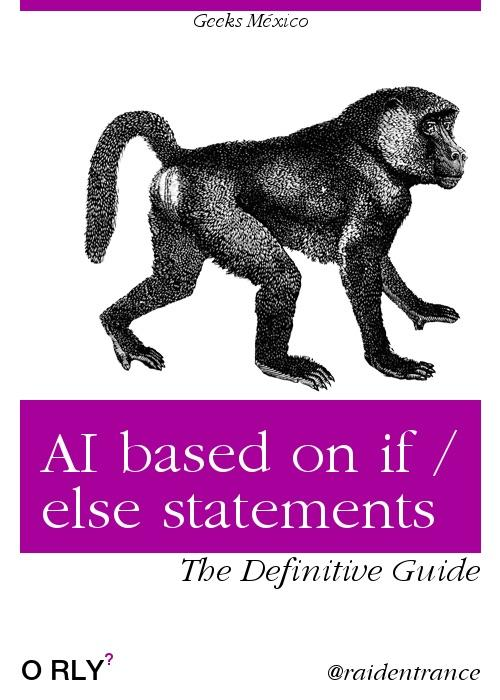 Geeks México
AI based on if /
else statements
The Definitive Guide
O RLY?
@raidentrance